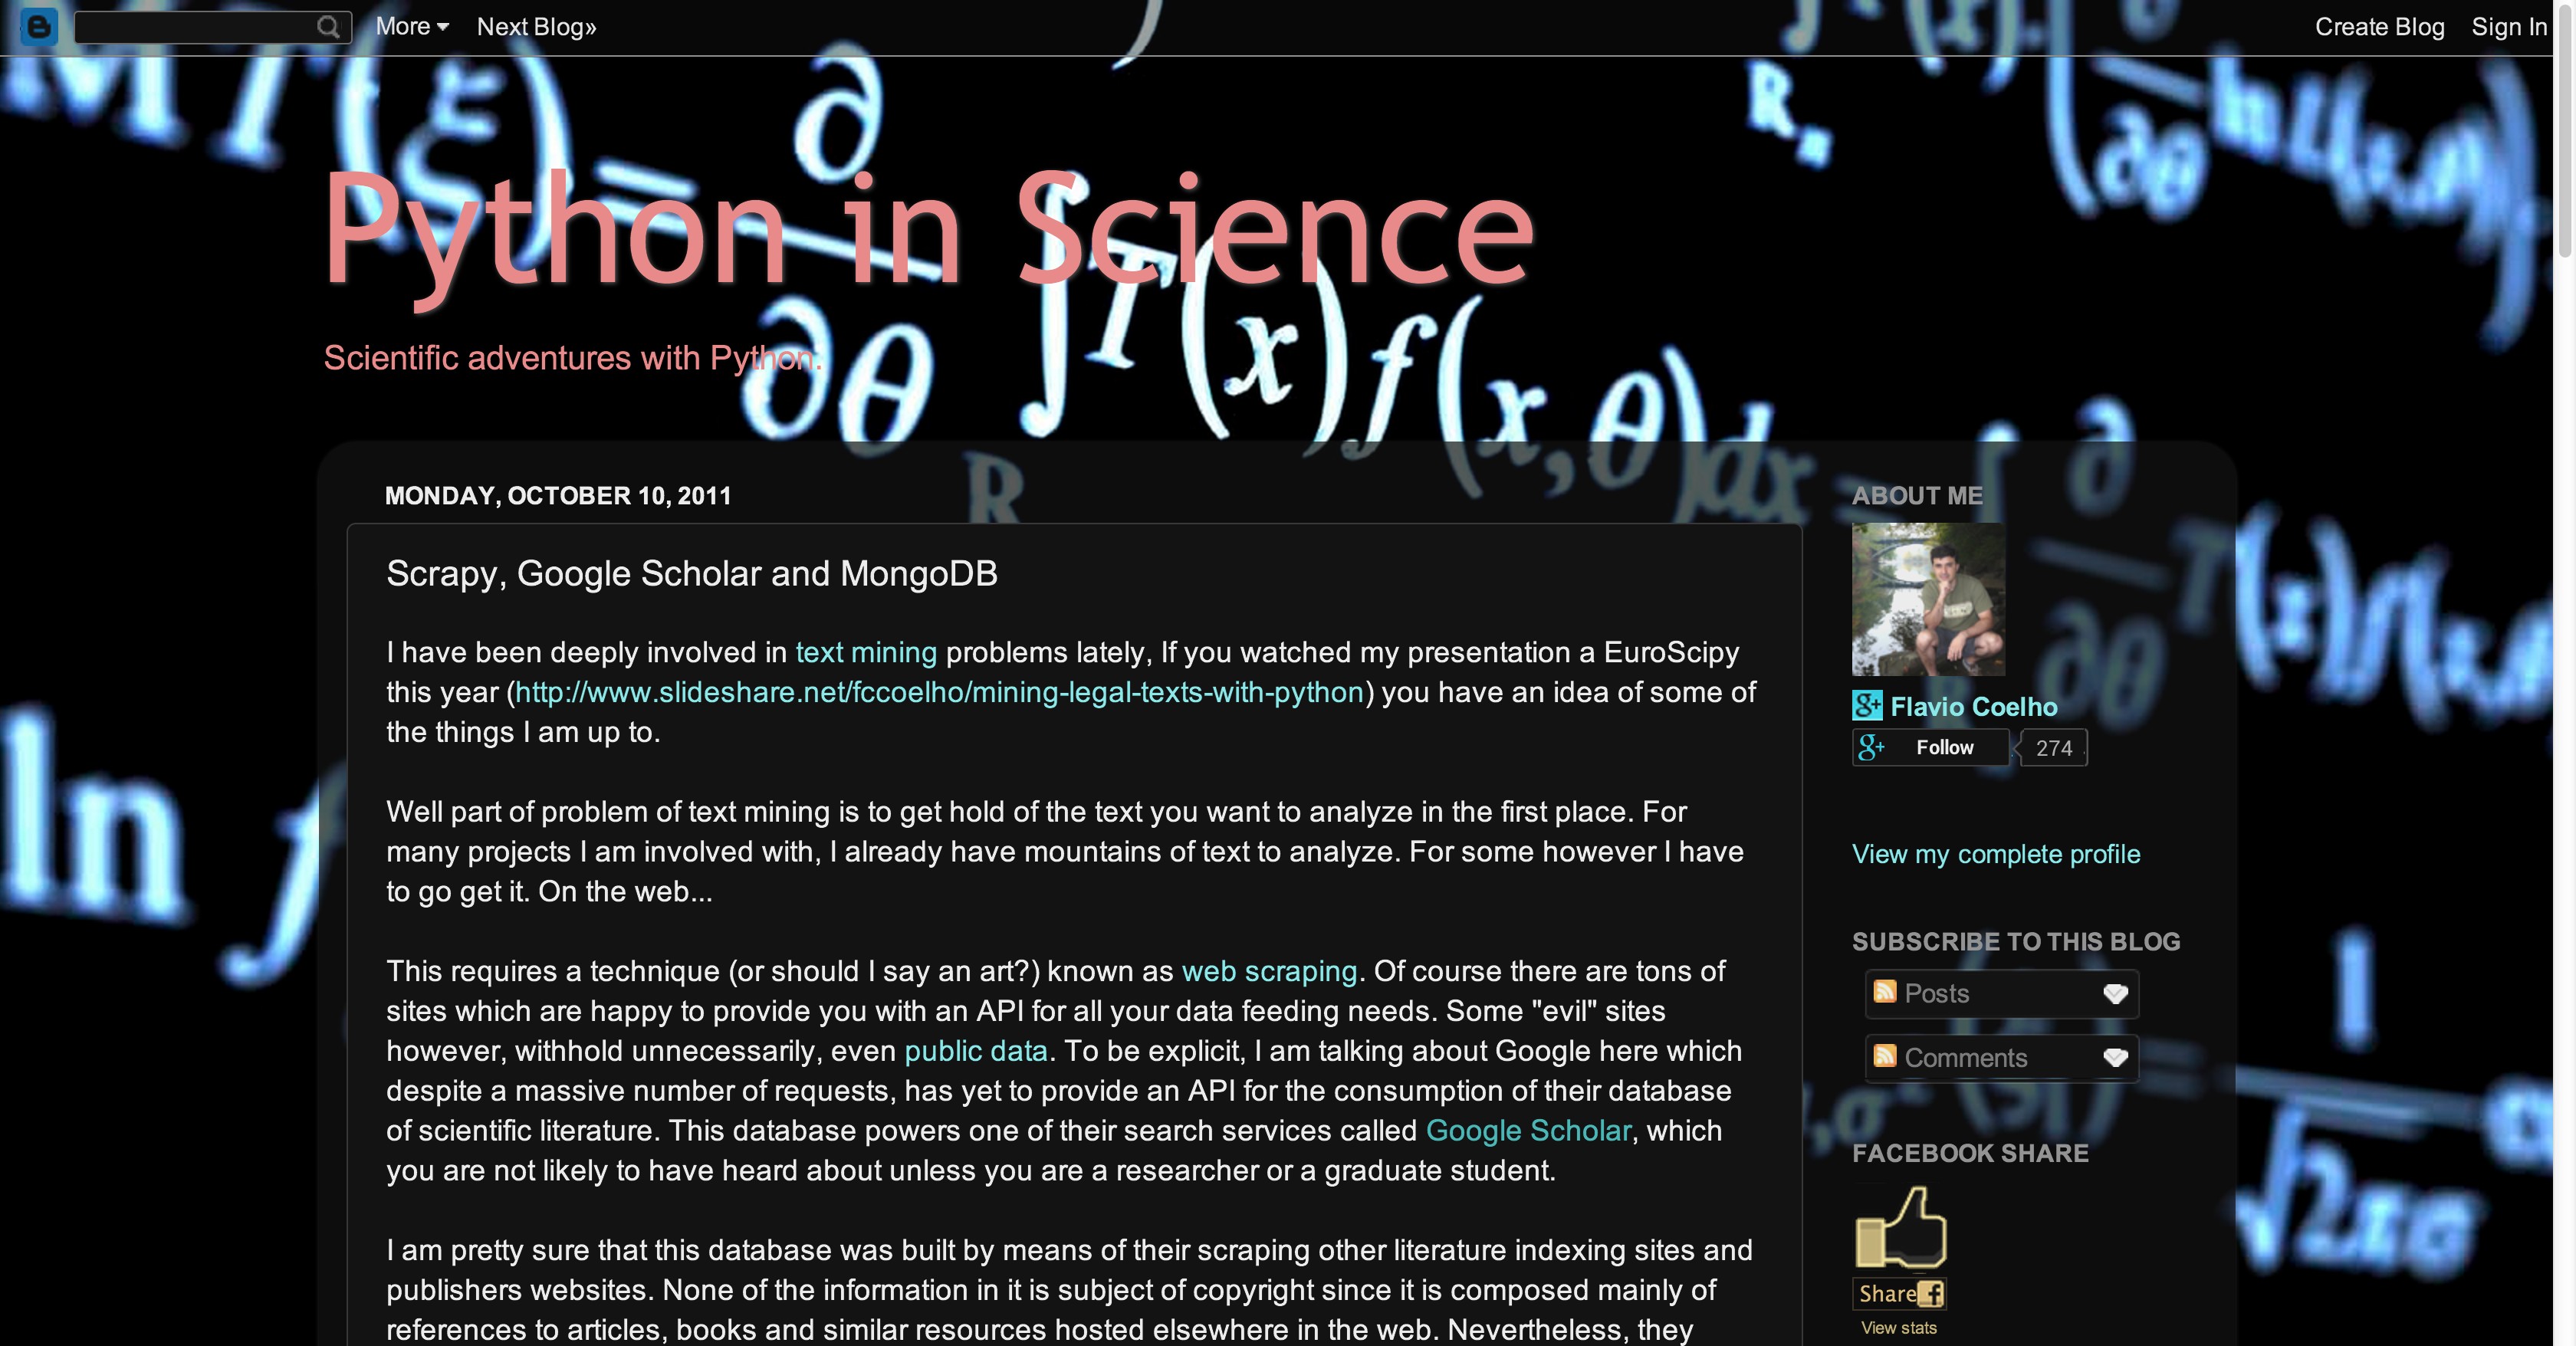 More Next Blog» Create Blog Sign In
Python in Science
Scientific adventures with Python.
MONDAY, OCTOBER 10, 2011
Scrapy, Google Scholar and MongoDB
I have been deeply involved in text mining problems lately, If you watched my presentation a EuroScipy
this year (http://www.slideshare.net/fccoelho/mining-legal-texts-with-python) you have an idea of some of
the things I am up to.
Well part of problem of text mining is to get hold of the text you want to analyze in the first place. For
many projects I am involved with, I already have mountains of text to analyze. For some however I have
to go get it. On the web...
This requires a technique (or should I say an art?) known as web scraping. Of course there are tons of
sites which are happy to provide you with an API for all your data feeding needs. Some "evil" sites
however, withhold unnecessarily, even public data. To be explicit, I am talking about Google here which
despite a massive number of requests, has yet to provide an API for the consumption of their database
of scientific literature. This database powers one of their search services called Google Scholar, which
you are not likely to have heard about unless you are a researcher or a graduate student.
I am pretty sure that this database was built by means of their scraping other literature indexing sites and
publishers websites. None of the information in it is subject of copyright since it is composed mainly of
references to articles, books and similar resources hosted elsewhere in the web. Nevertheless, they
ABOUT ME
g+ Flavio Coelho
g+ Follow 274
View my complete profile
SUBSCRIBE TO THIS BLOG
Posts
Comments
FACEBOOK SHARE
Share f
View stats